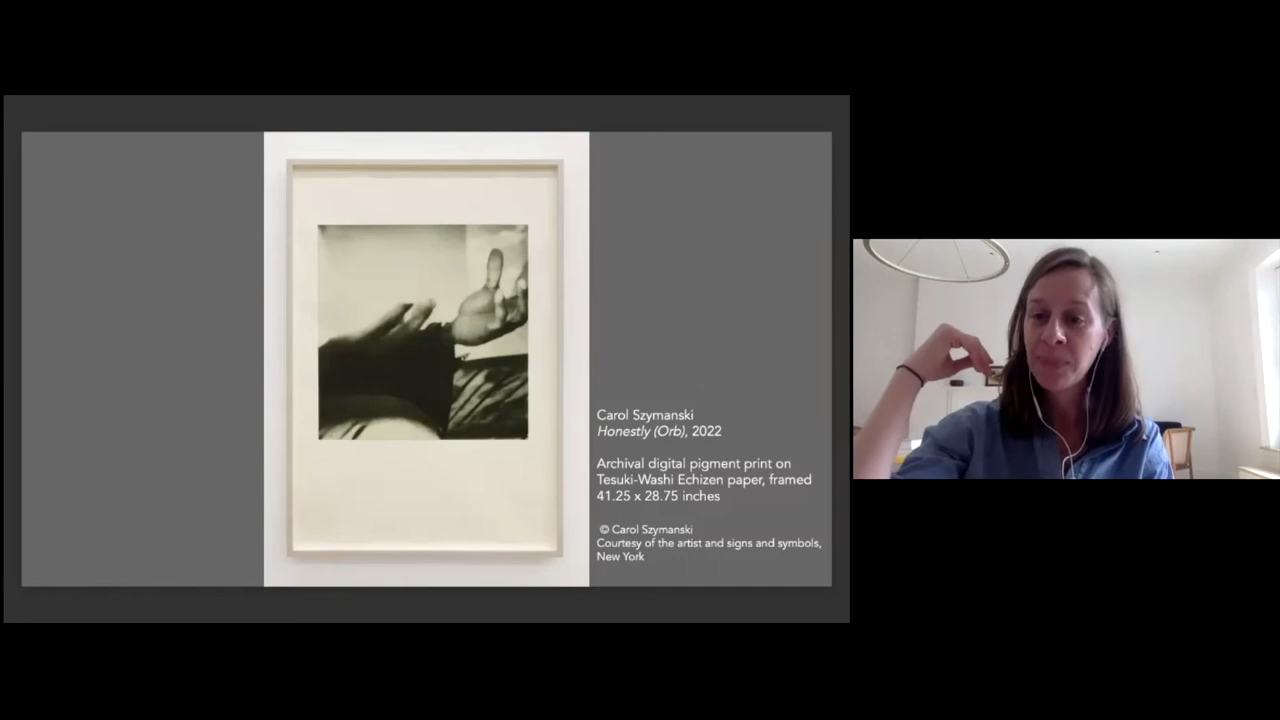 Carol Szymanski
Honestly (Orb), 2022
Archival digital pigment print on
Tesuki-Washi Echizen paper, framed
41.25 x 28.75 inches
© Carol Szymanski
Courtesy of the artist and signs and symbols,
New York